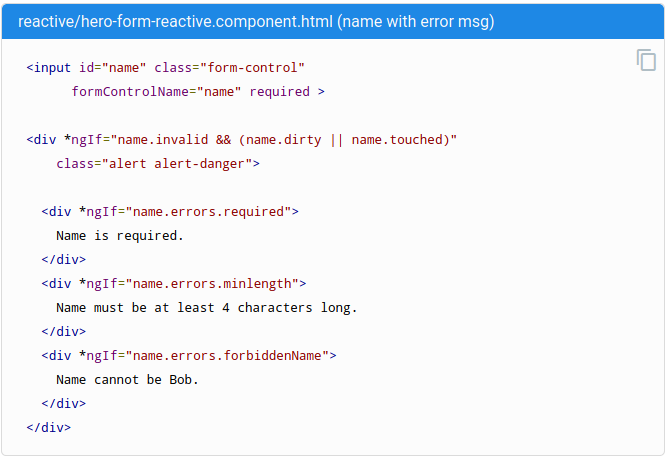 reactive/hero-form-reactive.component.html (name with error msg)
<input id="name" class="form-control"
      formControlName="name" required >
<div *ngIf="name.invalid && (name.dirty || name.touched)"
    class="alert alert-danger">
  <div *ngIf="name.errors.required">
    Name is required.
  </div>
  <div *ngIf="name.errors.minlength">
    Name must be at least 4 characters long.
  </div>
  <div *ngIf="name.errors.forbiddenName">
    Name cannot be Bob.
  </div>
</div>